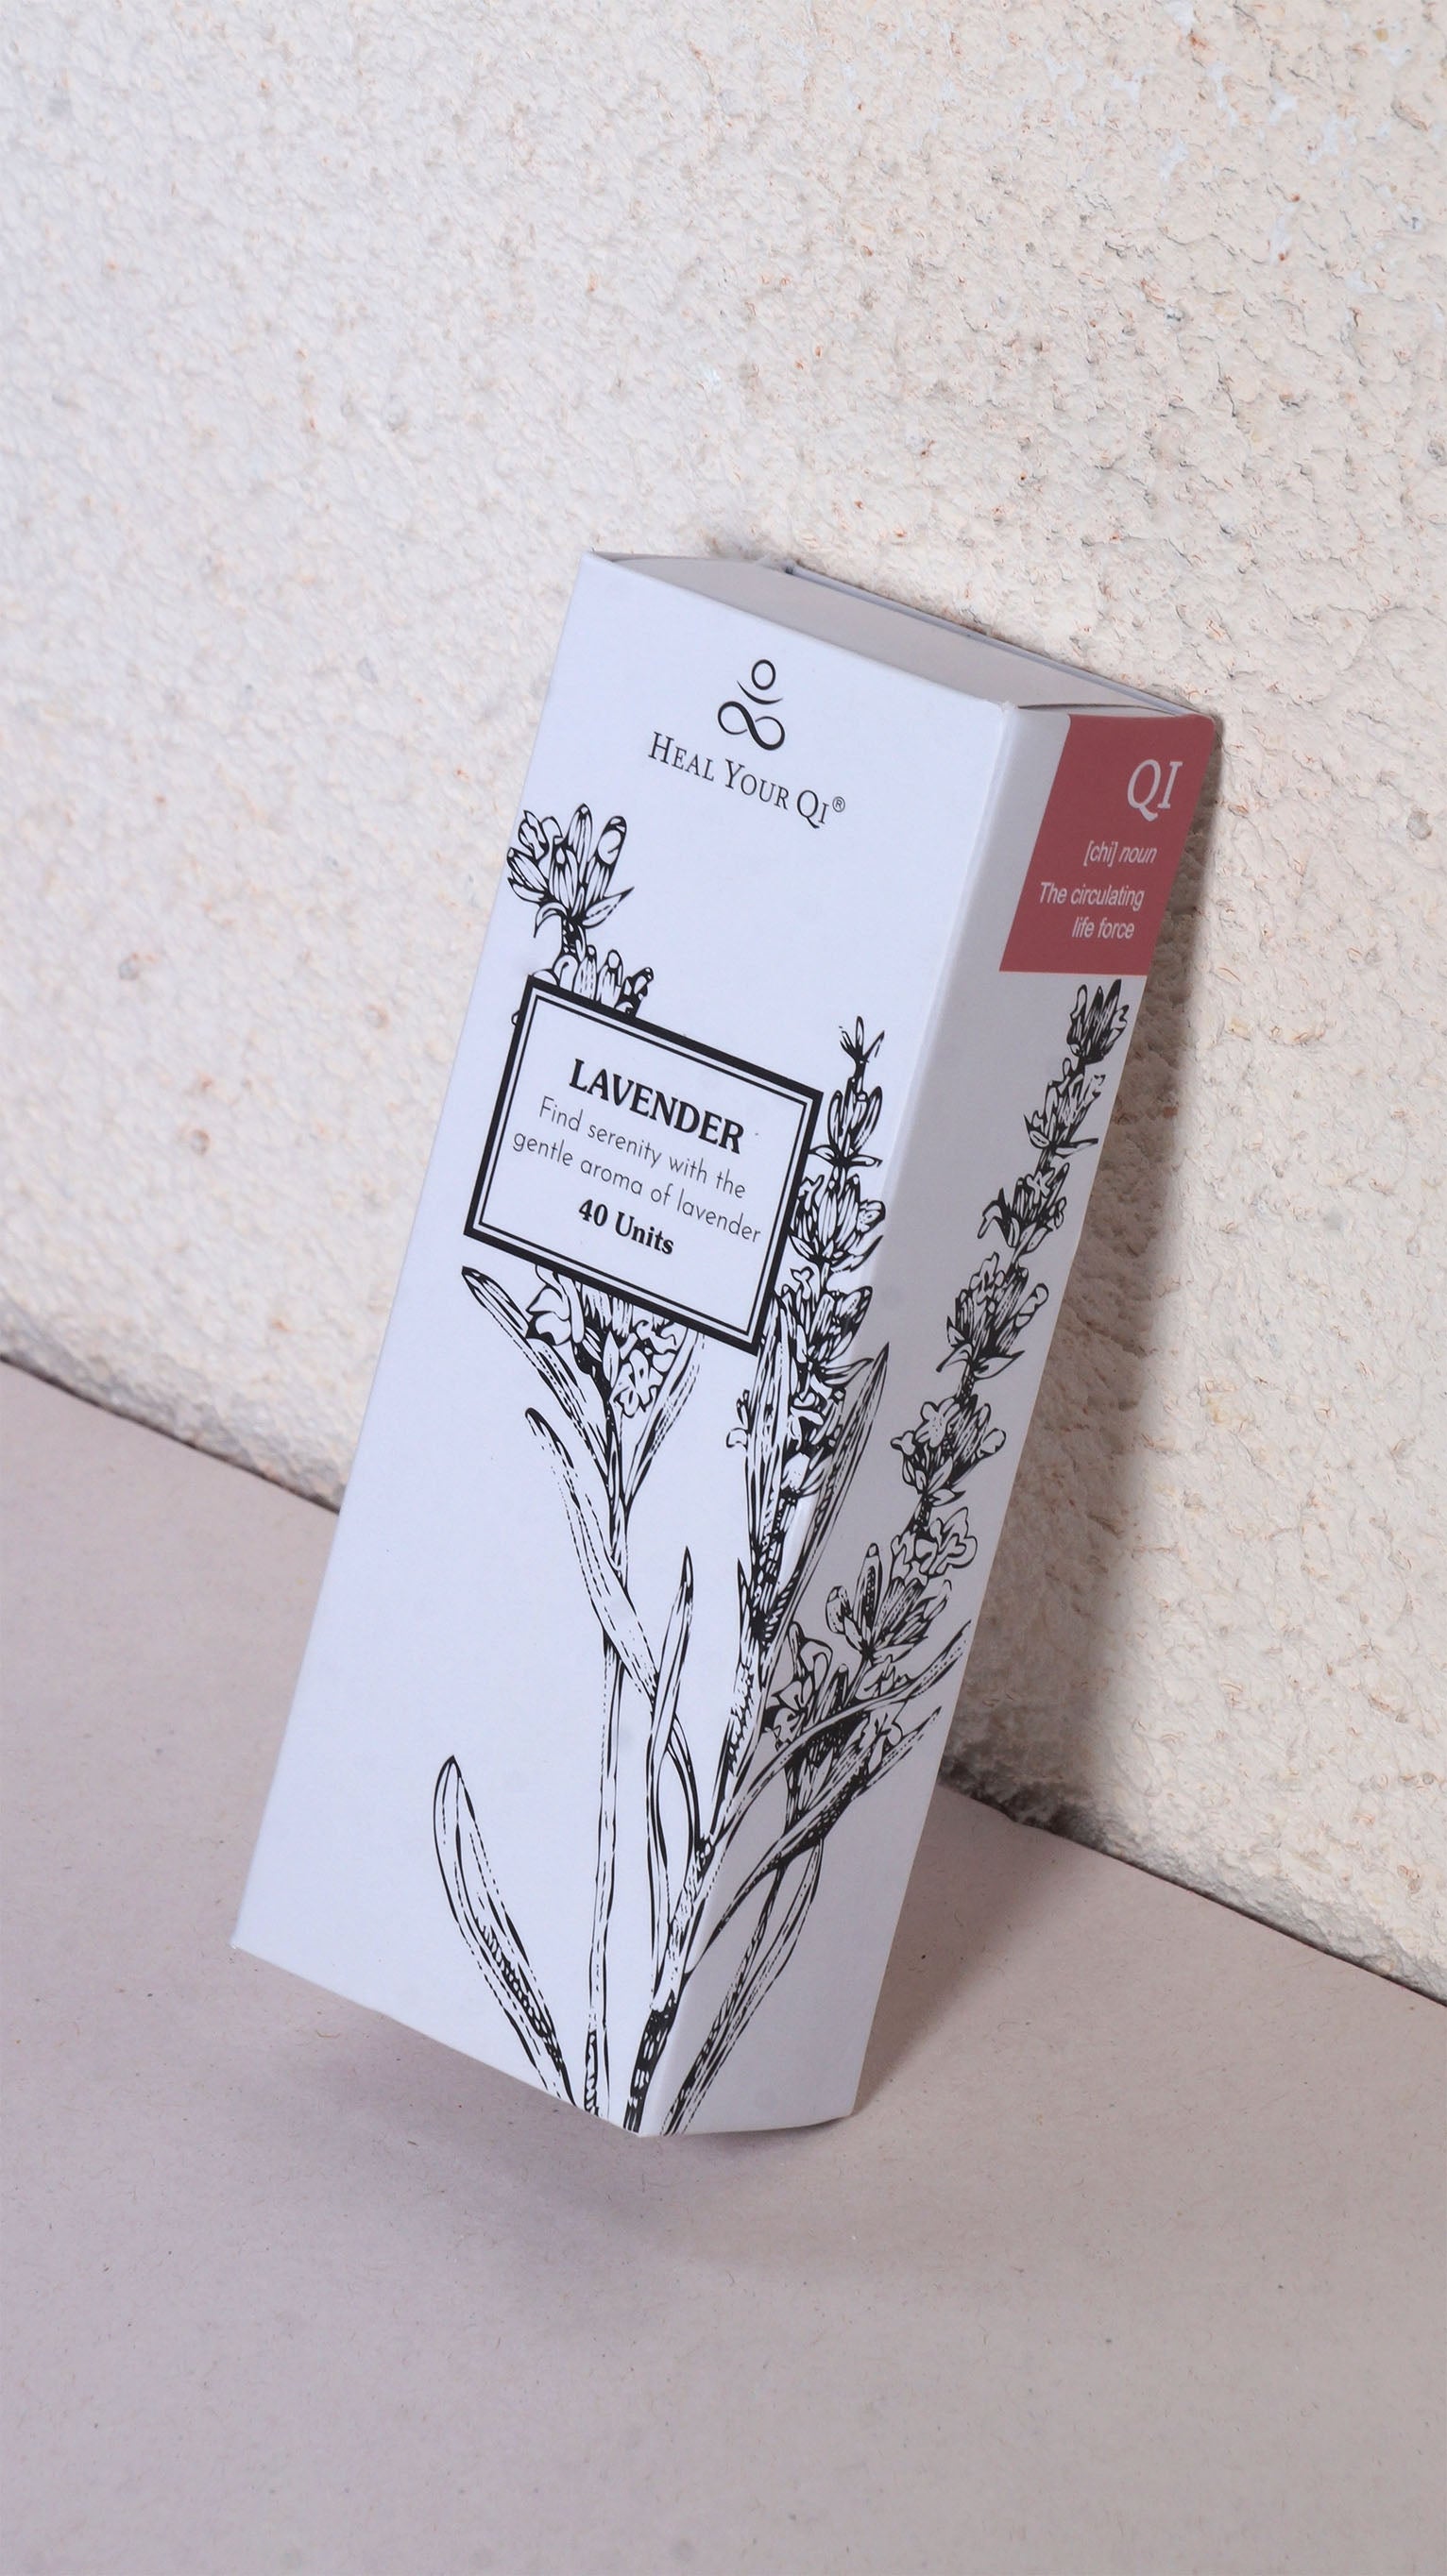 HEAL YOUR QI®
LAVENDER
Find serenity with the
gentle aroma of lavender
40 Units
QI
[chi] noun
The circulating
life force